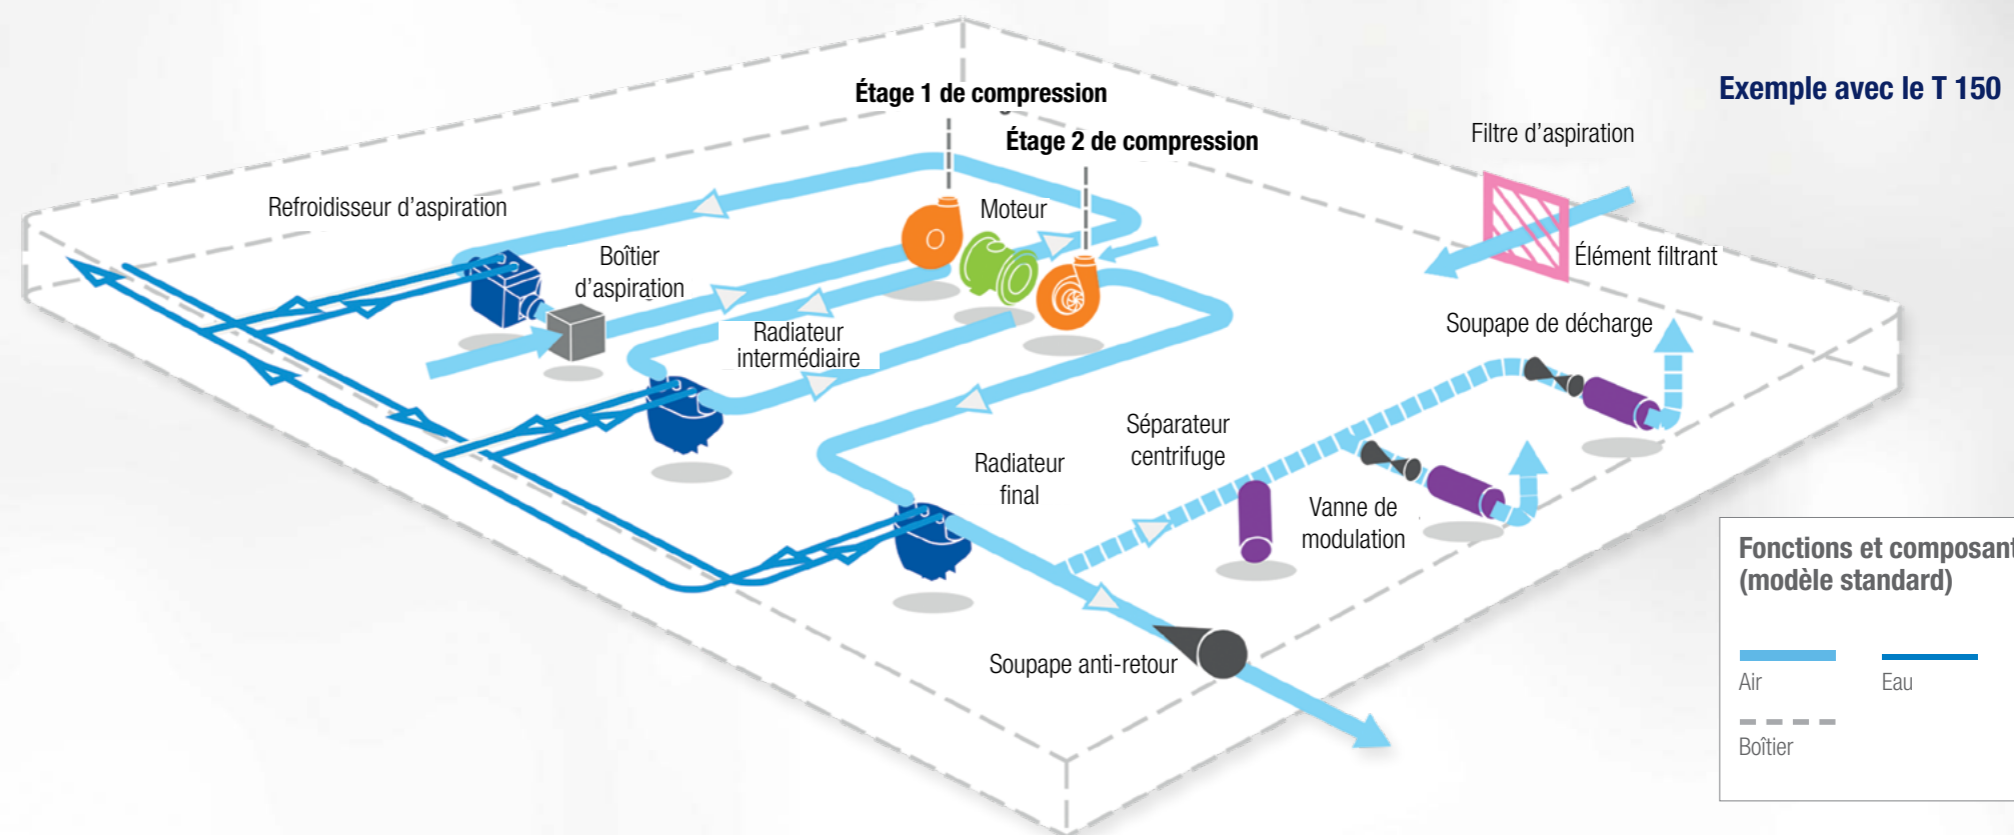 Exemple avec le T 150
Étage 1 de compression
Étage 2 de compression
Filtre d’aspiration
Refroidisseur d’aspiration
Moteur
Boîtier
d’aspiration
Élément filtrant
Radiateur
intermédiaire
Soupape de décharge
Séparateur
centrifuge
Radiateur
final
Vanne de
modulation
Soupape anti-retour
Fonctions et composant
(modèle standard)
Air
Eau
Boîtier